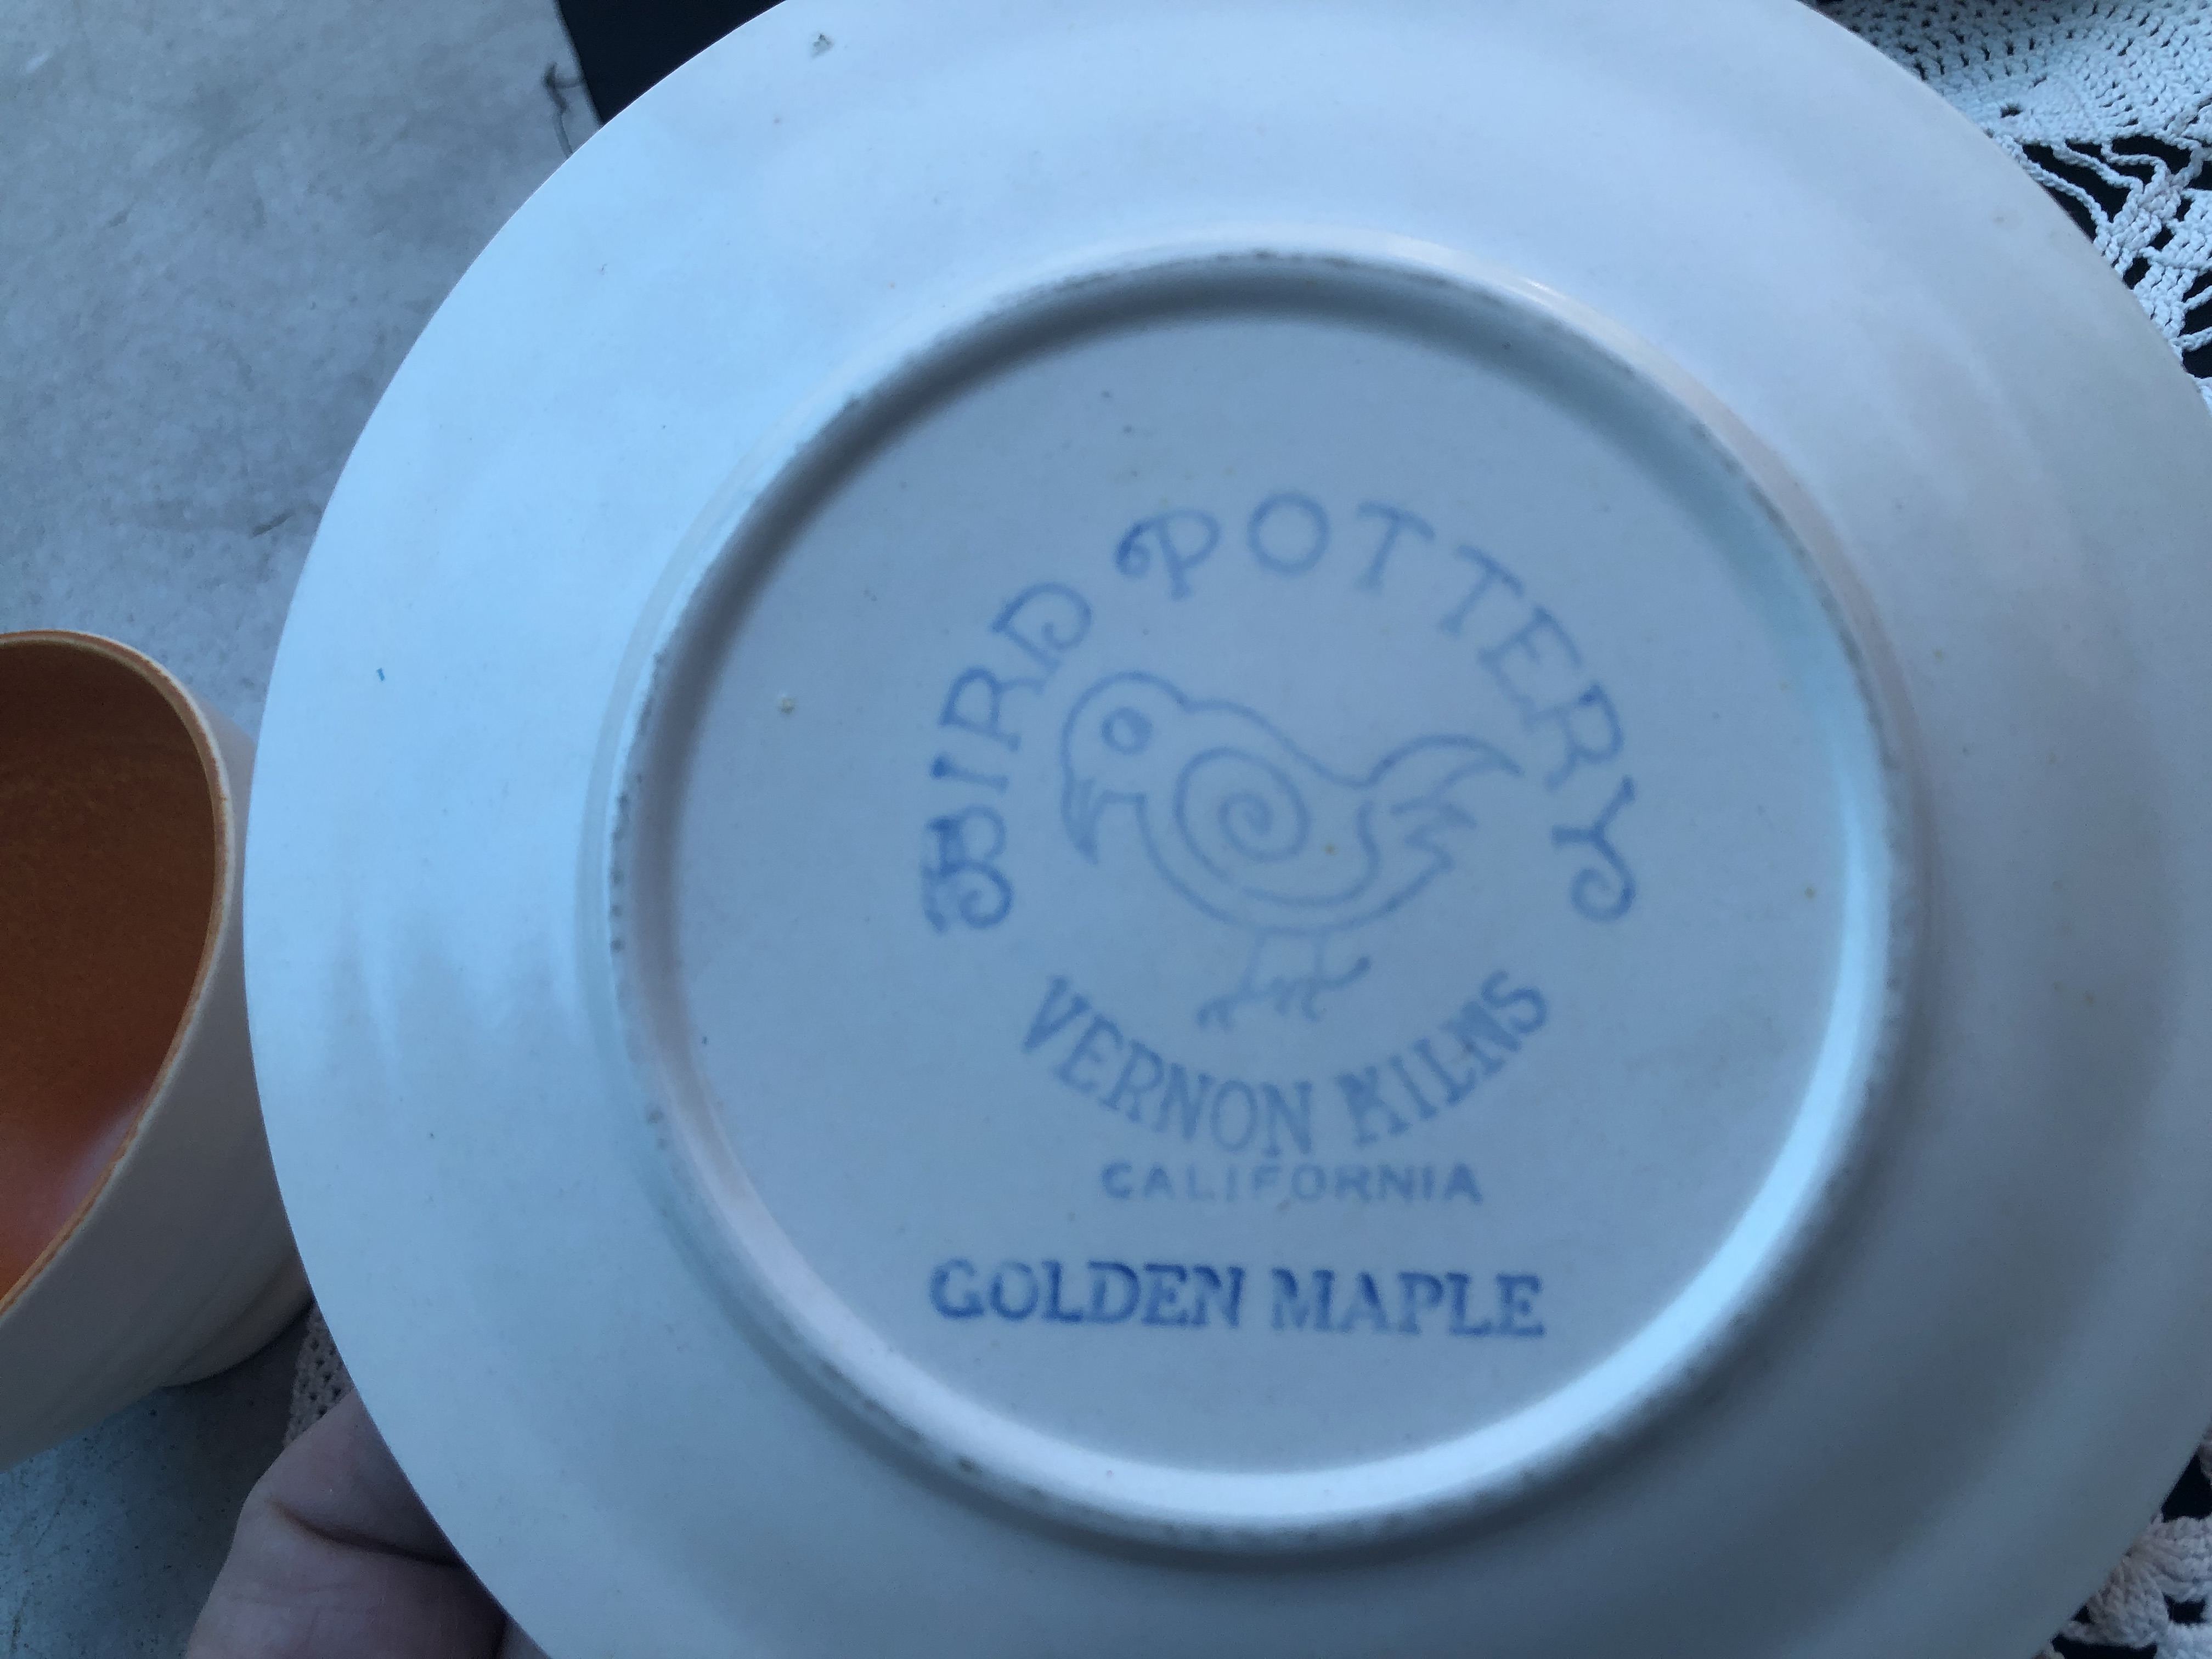 BIRD POTTERY
VERNON KILNS
CALIFORNIA
GOLDEN MAPLE